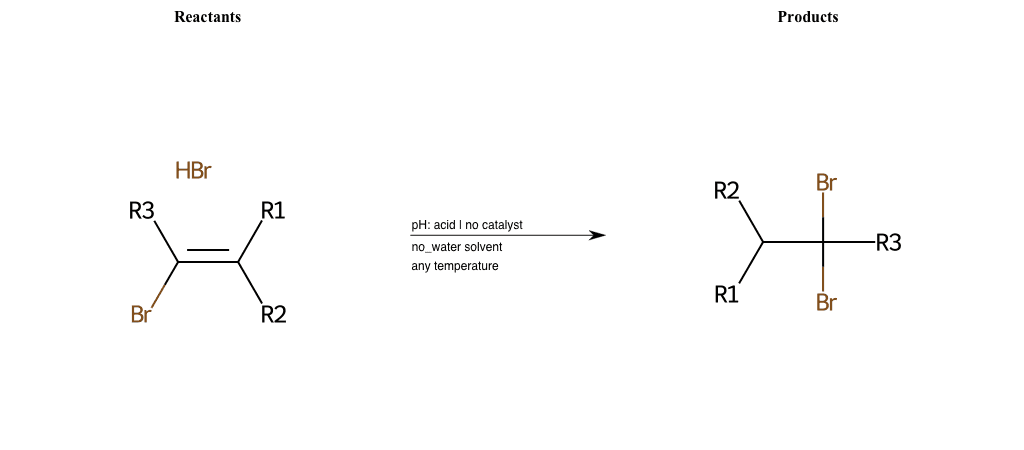 Reactants
Products
HBr
R3
R1
Br
R2
pH: acid | no catalyst
no_water solvent
any temperature
R2
Br
R3
R1
Br